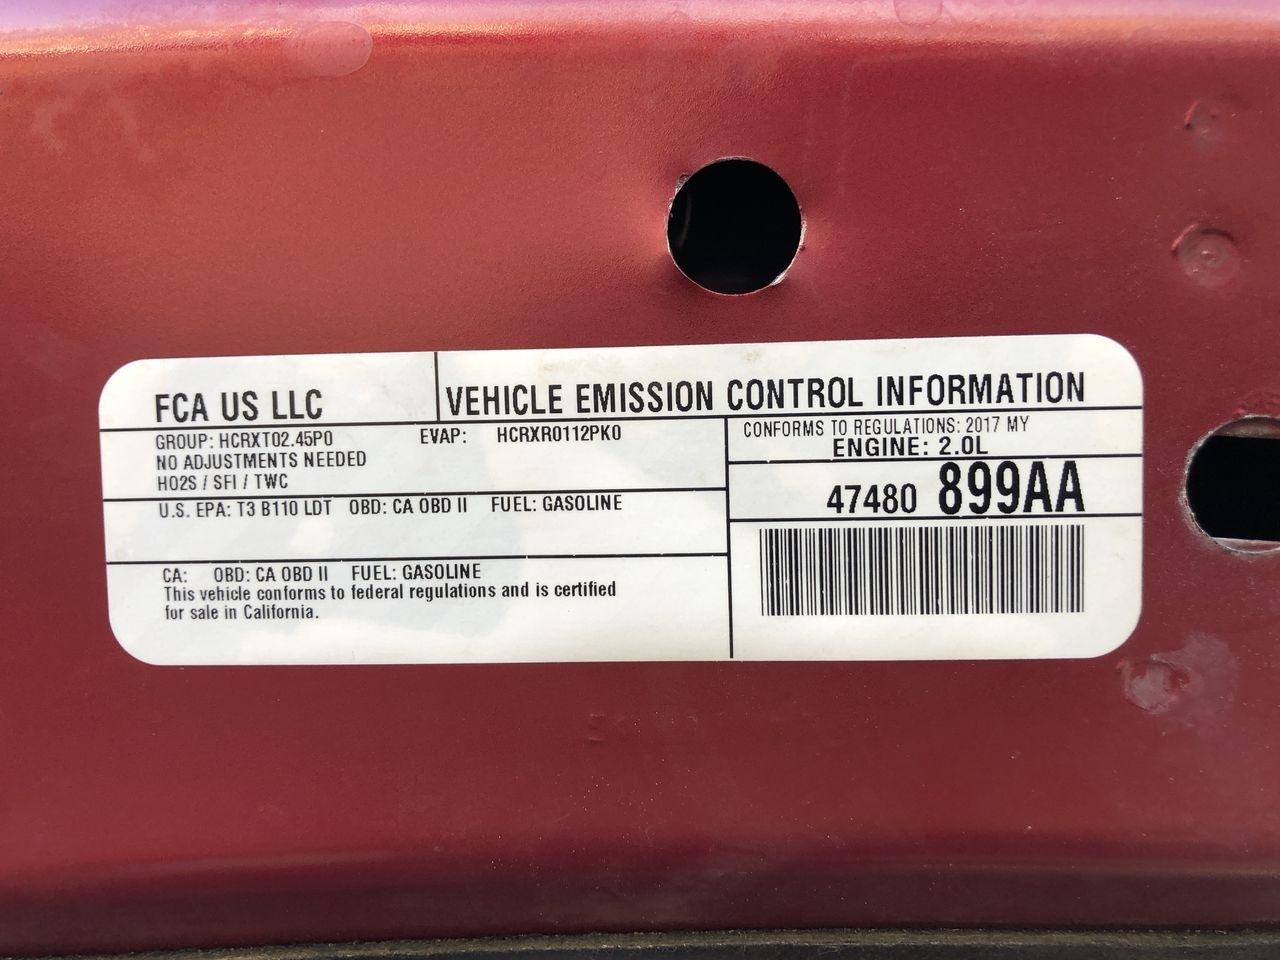 FCA US LLC
VEHICLE EMISSION CONTROL INFORMATION
GROUP: HCRXT02.45P0 EVAP: HCRXR0112PK0
NO ADJUSTMENTS NEEDED
HO2S / SFI / TWC
CONFORMS TO REGULATIONS: 2017 MY
ENGINE: 2.0L
47480 899AA
U.S. EPA: T3 B110 LDT OBD: CA OBD II FUEL: GASOLINE
CA: OBD: CA OBD II FUEL: GASOLINE
This vehicle conforms to federal regulations and is certified
for sale in California.